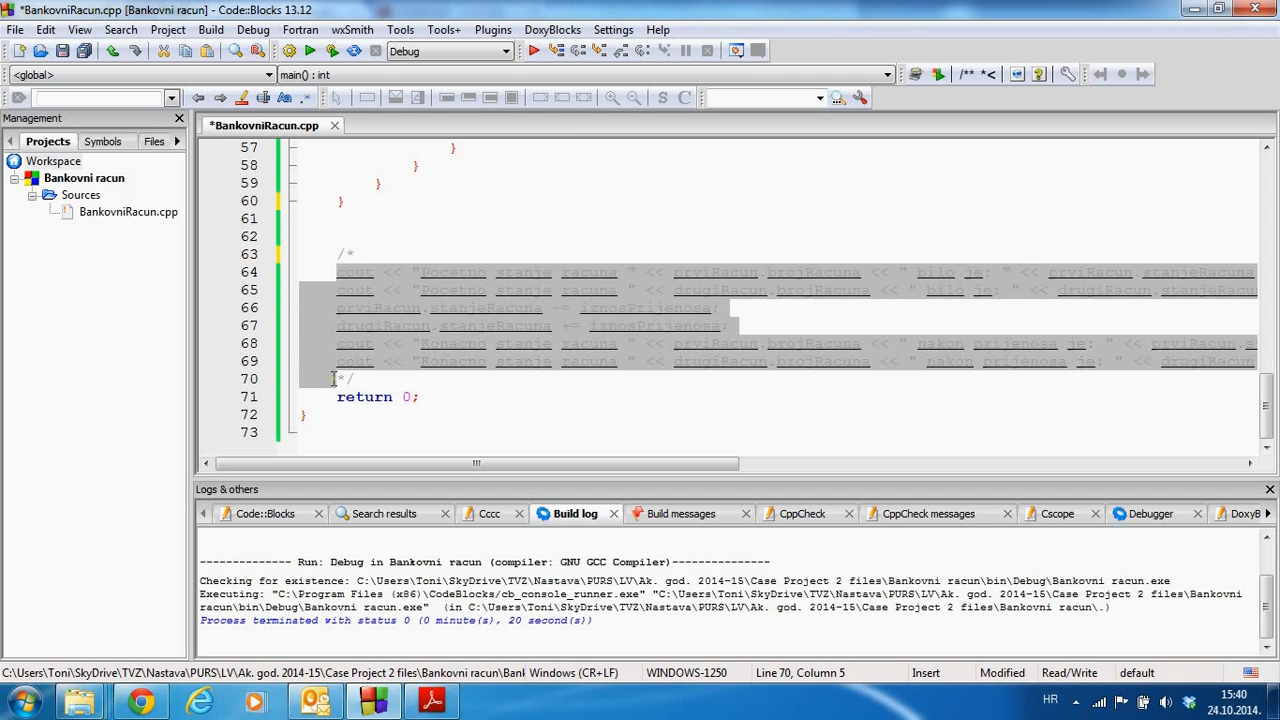 *BankovniRacun.cpp [Bankovni racun] - Code::Blocks 13.12
File Edit View Search Project Build Debug Fortran wxSmith Tools Tools+ Plugins DoxyBlocks Settings Help
Debug
<global> main() : int
/** *<
Management
Projects Symbols Files
Workspace
Bankovni racun
Sources
BankovniRacun.cpp
*BankovniRacun.cpp
57 }
58 }
59 }
60 }
61
62
63 /*
64 cout << "Pocetno stanje racuna " << prviRacun.brojRacuna << " bilo je: " << prviRacun.stanjeRacuna
65 cout << "Pocetno stanje racuna " << drugiRacun.brojRacuna << " bilo je: " << drugiRacun.stanjeRacun
66 prviRacun.stanjeRacuna -= iznosPrijenosa;
67 drugiRacun.stanjeRacuna += iznosPrijenosa;
68 cout << "Konacno stanje racuna " << prviRacun.brojRacuna << " nakon prijenosa je: " << prviRacun.s
69 cout << "Konacno stanje racuna " << drugiRacun.brojRacuna << " nakon prijenosa je: " << drugiRacun
70 */
71 return 0;
72 }
73
Logs & others
Code::Blocks Search results Cccc Build log Build messages CppCheck CppCheck messages Cscope Debugger DoxyB
-------------- Run: Debug in Bankovni racun (compiler: GNU GCC Compiler)---------------
Checking for existence: C:\Users\Toni\SkyDrive\TVZ\Nastava\PURS\LV\Ak. god. 2014-15\Case Project 2 files\Bankovni racun\bin\Debug\Bankovni racun.exe
Executing: "C:\Program Files (x86)\CodeBlocks/cb_console_runner.exe" "C:\Users\Toni\SkyDrive\TVZ\Nastava\PURS\LV\Ak. god. 2014-15\Case Project 2 files\Bankovni
racun\bin\Debug\Bankovni racun.exe" (in C:\Users\Toni\SkyDrive\TVZ\Nastava\PURS\LV\Ak. god. 2014-15\Case Project 2 files\Bankovni racun\.)
Process terminated with status 0 (0 minute(s), 20 second(s))
C:\Users\Toni\SkyDrive\TVZ\Nastava\PURS\LV\Ak. god. 2014-15\Case Project 2 files\Bankovni racun\Bank Windows (CR+LF) WINDOWS-1250 Line 70, Column 5 Insert Modified Read/Write default
HR 15:40
24.10.2014.